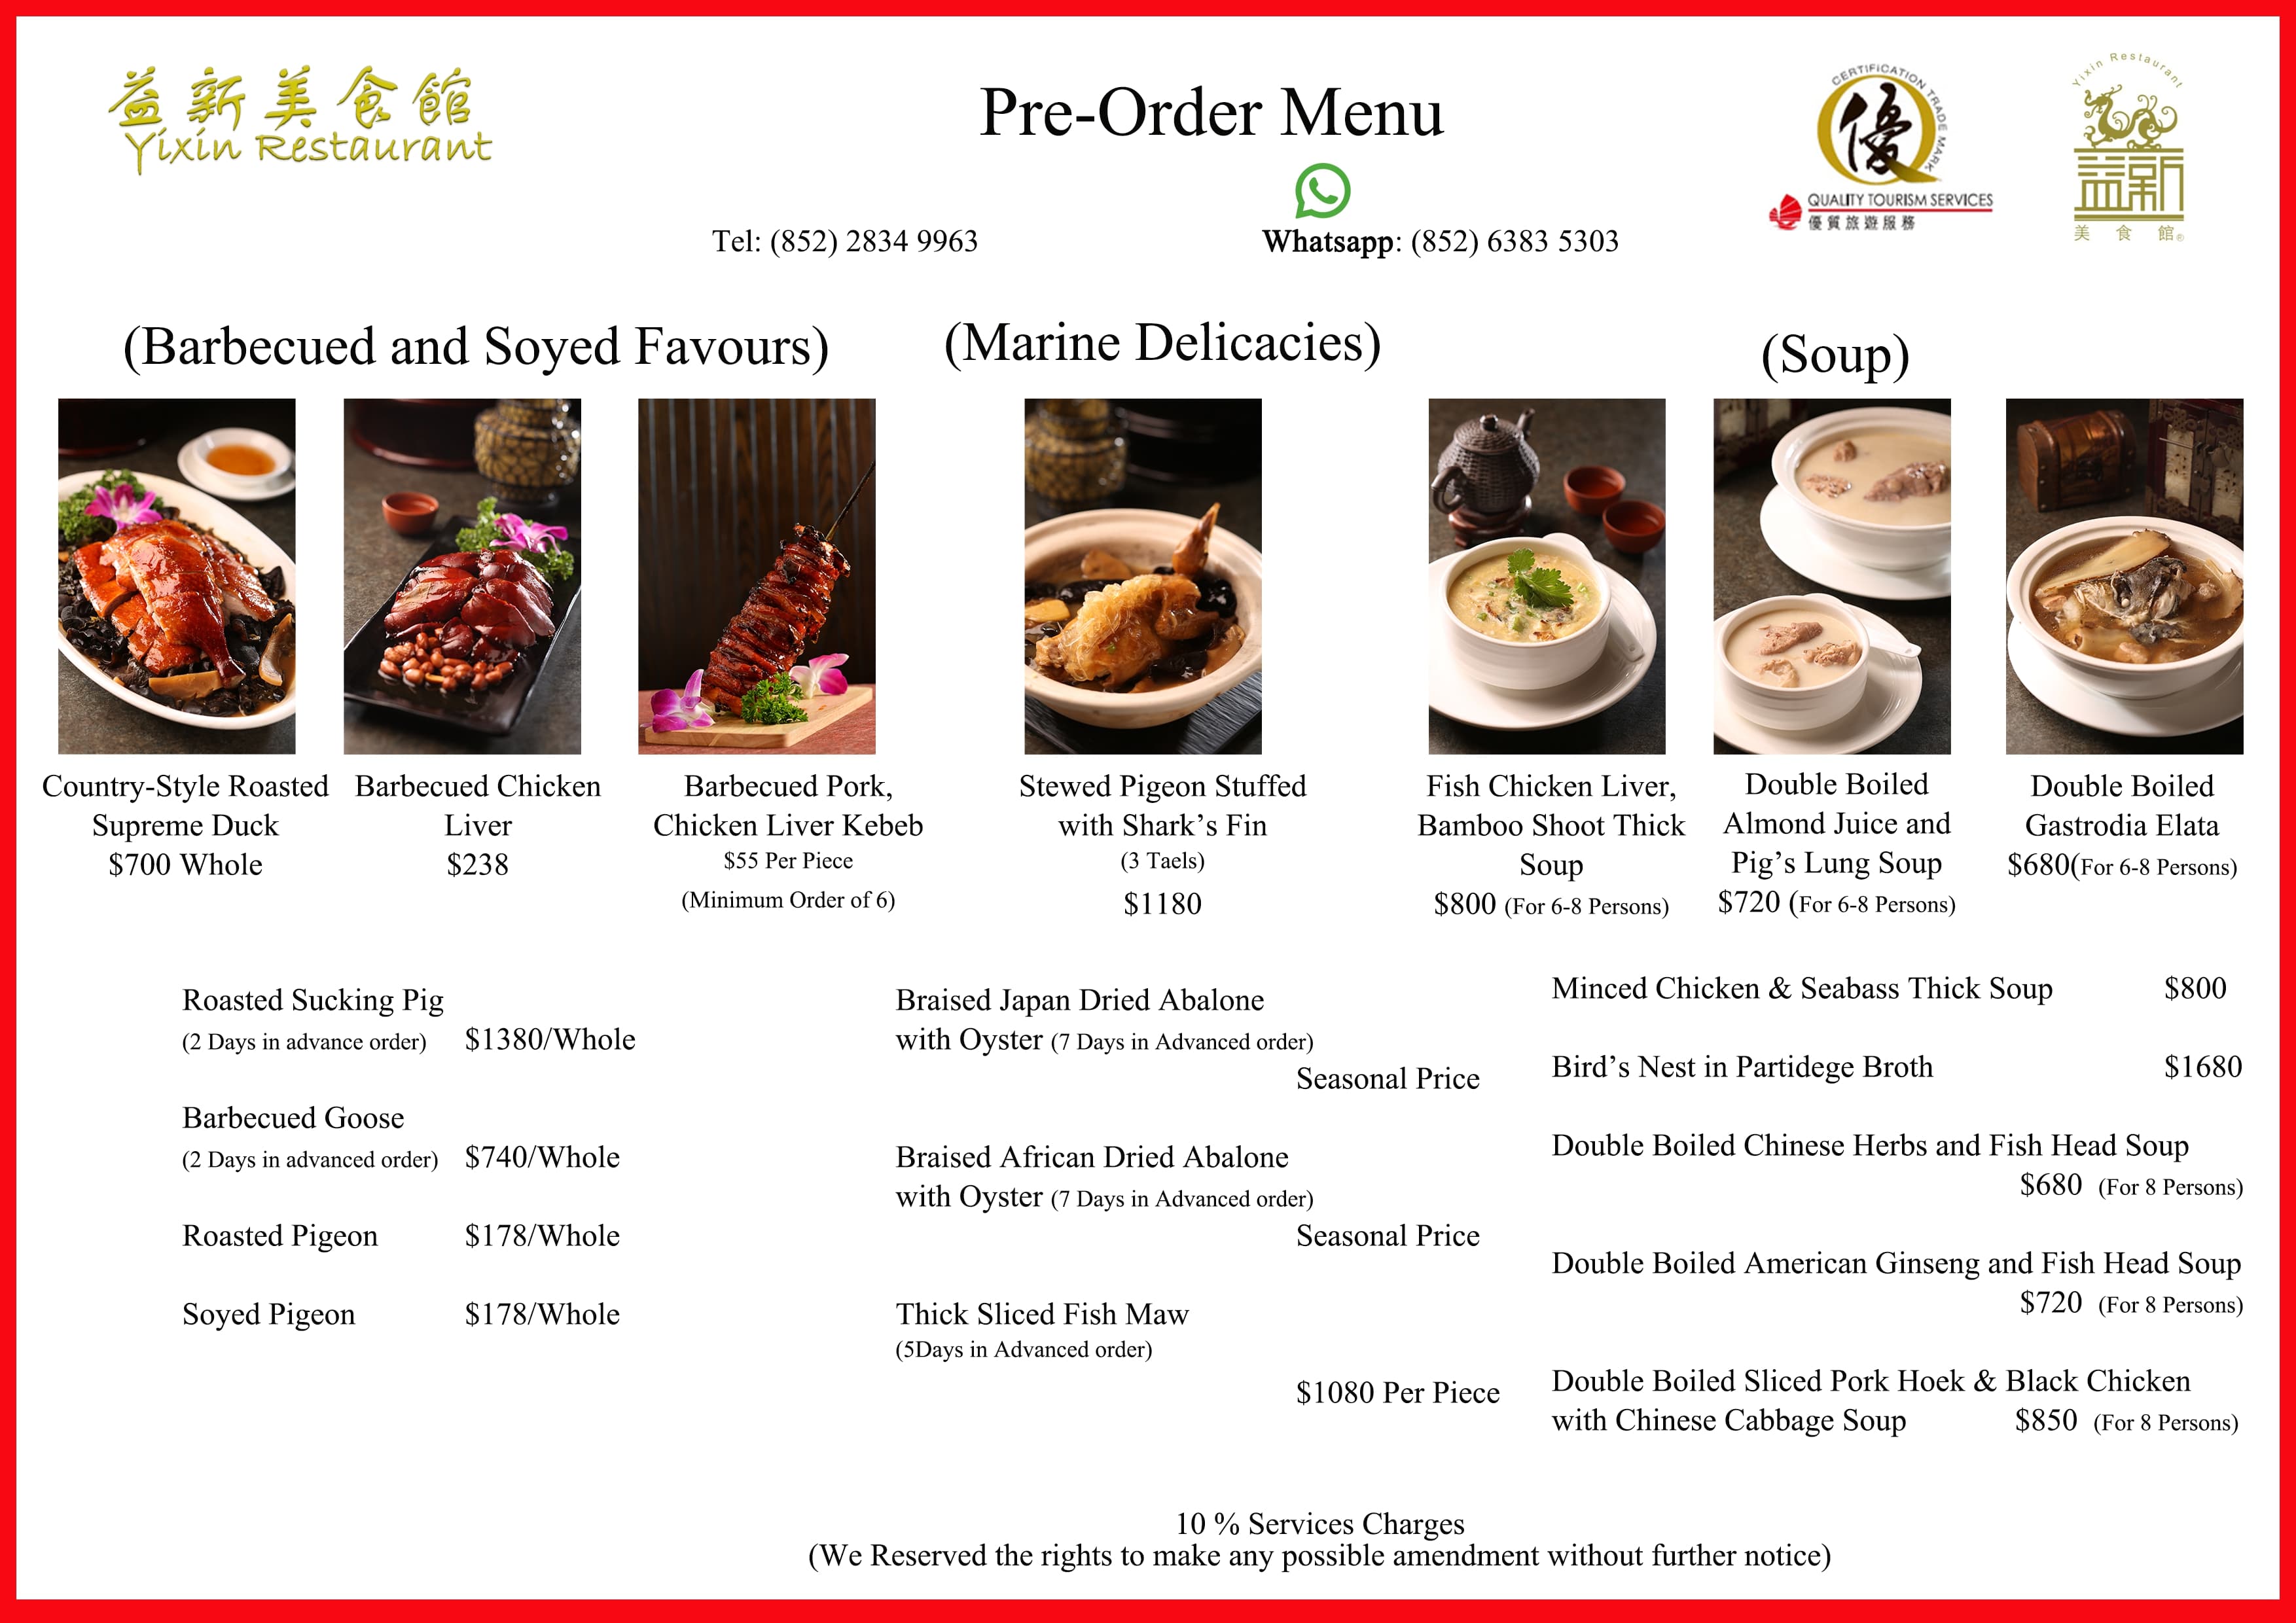 益新美食館
Yixin Restaurant
Pre-Order Menu
Tel: (852) 2834 9963
Whatsapp: (852) 6383 5303
CERTIFICATION TRADE MARK
優
QUALITY TOURISM SERVICES
優質旅遊服務
Yixin Restaurant
益新
美食館®
(Barbecued and Soyed Favours)
Country-Style Roasted
Supreme Duck
$700 Whole
Barbecued Chicken
Liver
$238
Barbecued Pork,
Chicken Liver Kebeb
$55 Per Piece
(Minimum Order of 6)
Roasted Sucking Pig
(2 Days in advance order) $1380/Whole
Barbecued Goose
(2 Days in advanced order) $740/Whole
Roasted Pigeon $178/Whole
Soyed Pigeon $178/Whole
(Marine Delicacies)
Stewed Pigeon Stuffed
with Shark’s Fin
(3 Taels)
$1180
Braised Japan Dried Abalone
with Oyster (7 Days in Advanced order)
Seasonal Price
Braised African Dried Abalone
with Oyster (7 Days in Advanced order)
Seasonal Price
Thick Sliced Fish Maw
(5Days in Advanced order)
$1080 Per Piece
(Soup)
Fish Chicken Liver,
Bamboo Shoot Thick
Soup
$800 (For 6-8 Persons)
Double Boiled
Almond Juice and
Pig’s Lung Soup
$720 (For 6-8 Persons)
Double Boiled
Gastrodia Elata
$680(For 6-8 Persons)
Minced Chicken & Seabass Thick Soup $800
Bird’s Nest in Partidege Broth $1680
Double Boiled Chinese Herbs and Fish Head Soup
$680 (For 8 Persons)
Double Boiled American Ginseng and Fish Head Soup
$720 (For 8 Persons)
Double Boiled Sliced Pork Hoek & Black Chicken
with Chinese Cabbage Soup $850 (For 8 Persons)
10 % Services Charges
(We Reserved the rights to make any possible amendment without further notice)